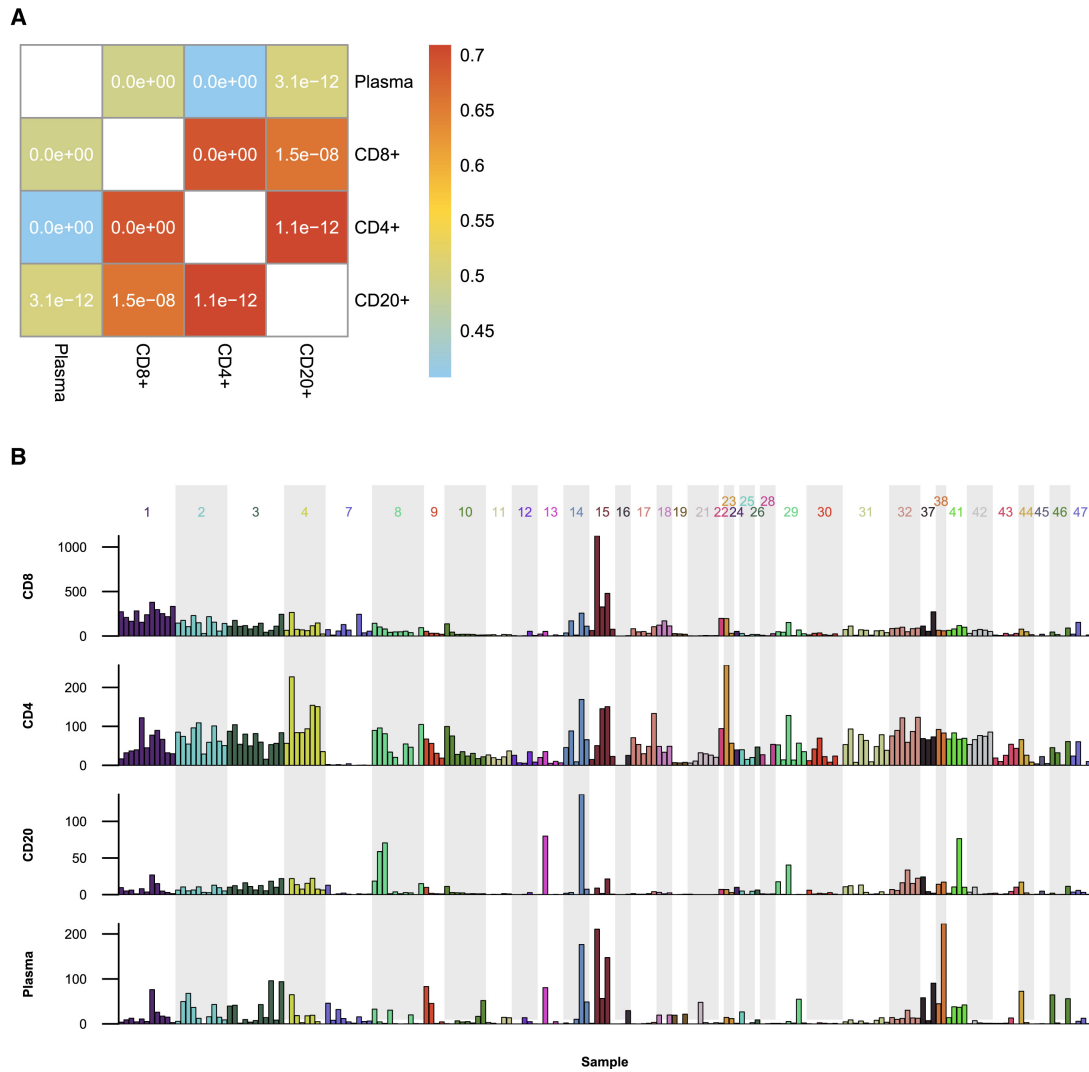 A
0.0e+00 0.0e+00 3.1e−12 Plasma
0.0e+00 0.0e+00 1.5e−08 CD8+
0.0e+00 0.0e+00 1.1e−12 CD4+
3.1e−12 1.5e−08 1.1e−12 CD20+
Plasma CD8+ CD4+ CD20+
0.7
0.65
0.6
0.55
0.5
0.45
B
23 25 28 38
1 2 3 4 7 8 9 10 11 12 13 14 15 16 17 18 19 21 22 24 26 29 30 31 32 37 41 42 43 44 45 46 47
CD8
1000
500
0
CD4
200
100
0
CD20
100
50
0
Plasma
200
100
0
Sample